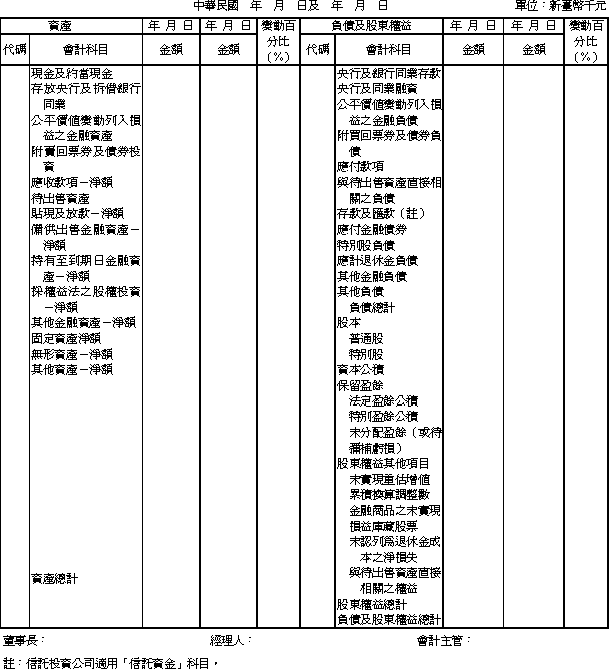 中華民國　年　月　日及　年　月　日　單位：新臺幣千元
資產　年 月 日　年 月 日　變動百分比（%）　負債及股東權益　年 月 日　年 月 日　變動百分比（%）
代碼　會計科目　金額　金額　代碼　會計科目　金額　金額
現金及約當現金
存放央行及拆借銀行
同業
公平價值變動列入損
益之金融資產
附賣回票券及債券投
資
應收款項－淨額
待出售資產
貼現及放款－淨額
備供出售金融資產－
淨額
持有至到期日金融資
產－淨額
採權益法之股權投資
－淨額
其他金融資產－淨額
固定資產淨額
無形資產－淨額
其他資產－淨額
資產總計
央行及銀行同業存款
央行及同業融資
公平價值變動列入損
益之金融負債
附買回票券及債券負
債
應付款項
與待出售資產直接相
關之負債
存款及匯款（註）
應付金融債券
特別股負債
應計退休金負債
其他金融負債
其他負債
負債總計
股本
普通股
特別股
資本公積
保留盈餘
法定盈餘公積
特別盈餘公積
未分配盈餘（或待
彌補虧損）
股東權益其他項目
未實現重估增值
累積換算調整數
金融商品之未實現
損益庫藏股票
未認列為退休金成
本之淨損失
與待出售資產直接
相關之權益
股東權益總計
負債及股東權益總計
董事長：　經理人：　會計主管：
註：信託投資公司適用「信託資金」科目，